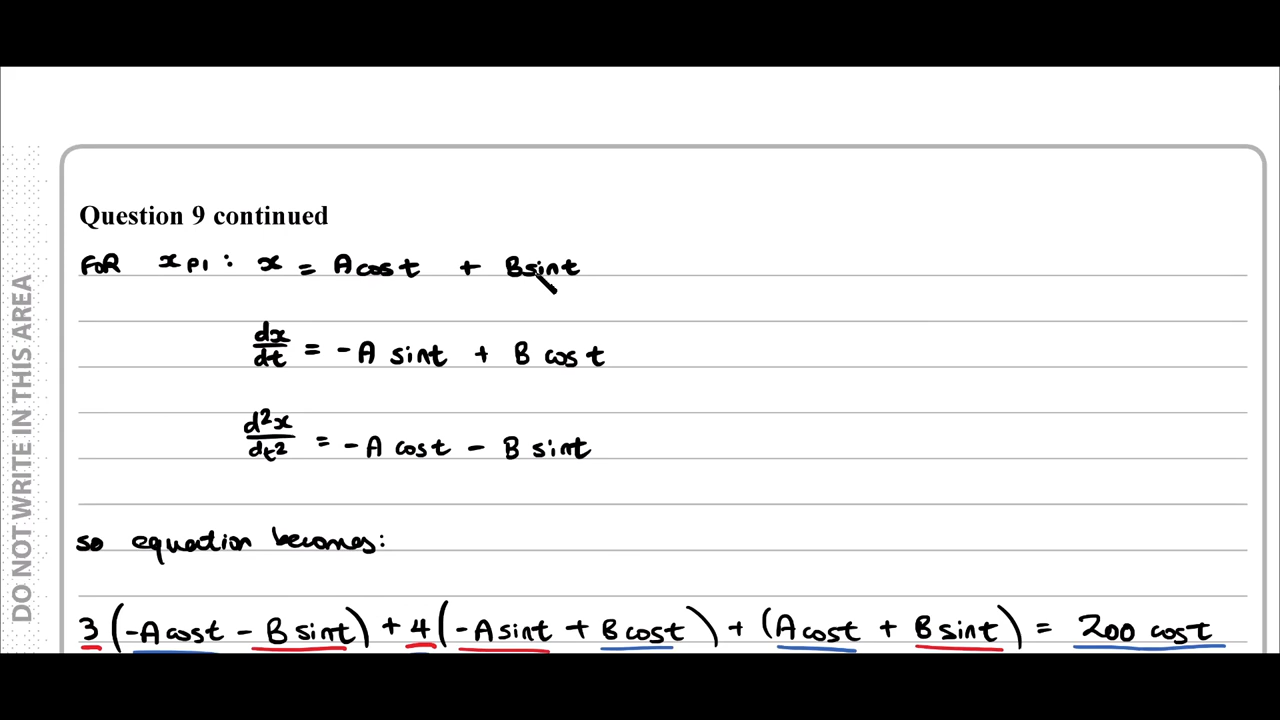 DO NOT WRITE IN THIS AREA
Question 9 continued
FOR x PI : x = A cos t + B sin t
dx/dt = -A sin t + B cos t
d²x/dt² = -A cos t - B sin t
so equation becomes:
3 (-A cos t - B sin t) + 4 (-A sin t + B cos t) + (A cos t + B sin t) = 200 cos t